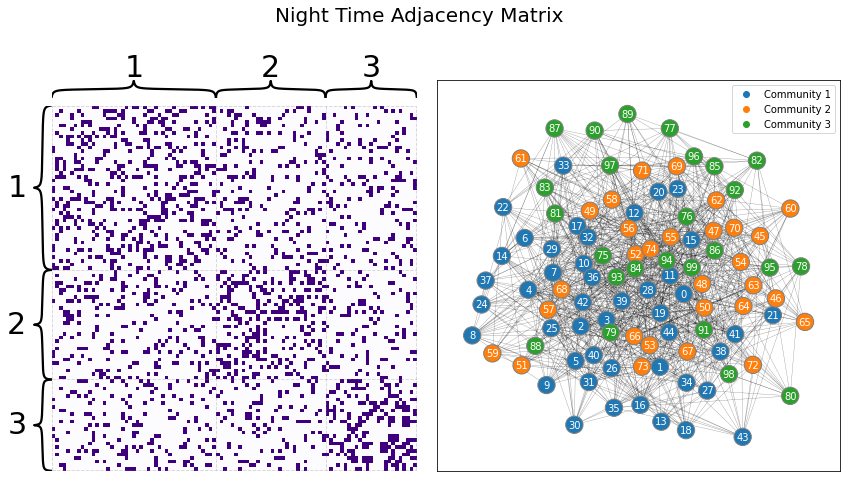 Night Time Adjacency Matrix
1 2 3
1
2
3
Community 1
Community 2
Community 3
89
87 90 77
61 33 97 71 69 96 85 82
83 20 23 92
22 81 49 58 12 62 60
17 56 76 47 70
6 32 55 15 45
14 29 10 75 52 74 94 86 54 95 78
37 7 36 93 84 11 99
4 68 28 0 48 63
24 57 42 39 50 64 46
8 25 2 3 79 19 44 91 41 21 65
59 88 66 53 67 38
51 5 40 26 73 1 98 72
9 31 34 27 80
30 35 16 13 18 43